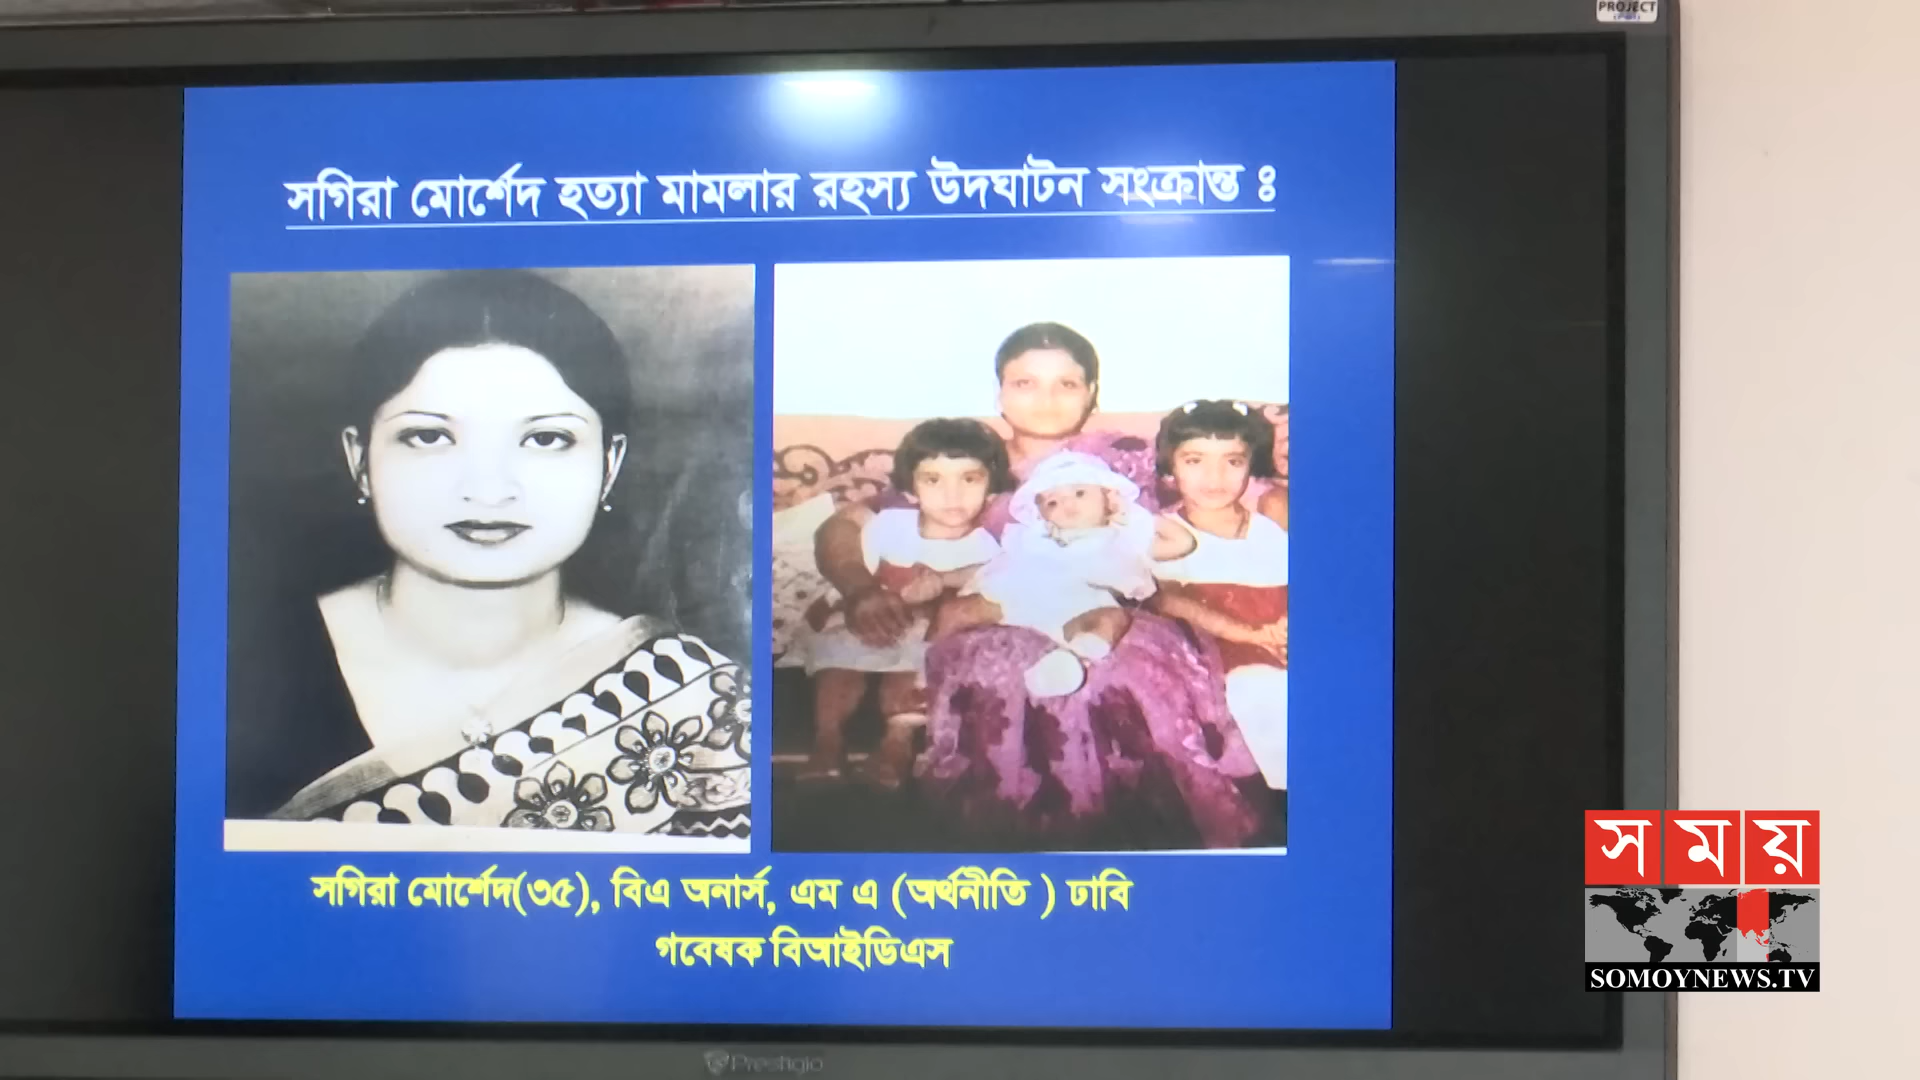 PROJECT
সগিরা মোর্শেদ হত্যা মামলার রহস্য উদঘাটন সংক্রান্ত ঃ
সগিরা মোর্শেদ(৩৫), বিএ অনার্স, এম এ (অর্থনীতি ) ঢাবি
গবেষক বিআইডিএস
সময়
SOMOYNEWS.TV
Prestigio